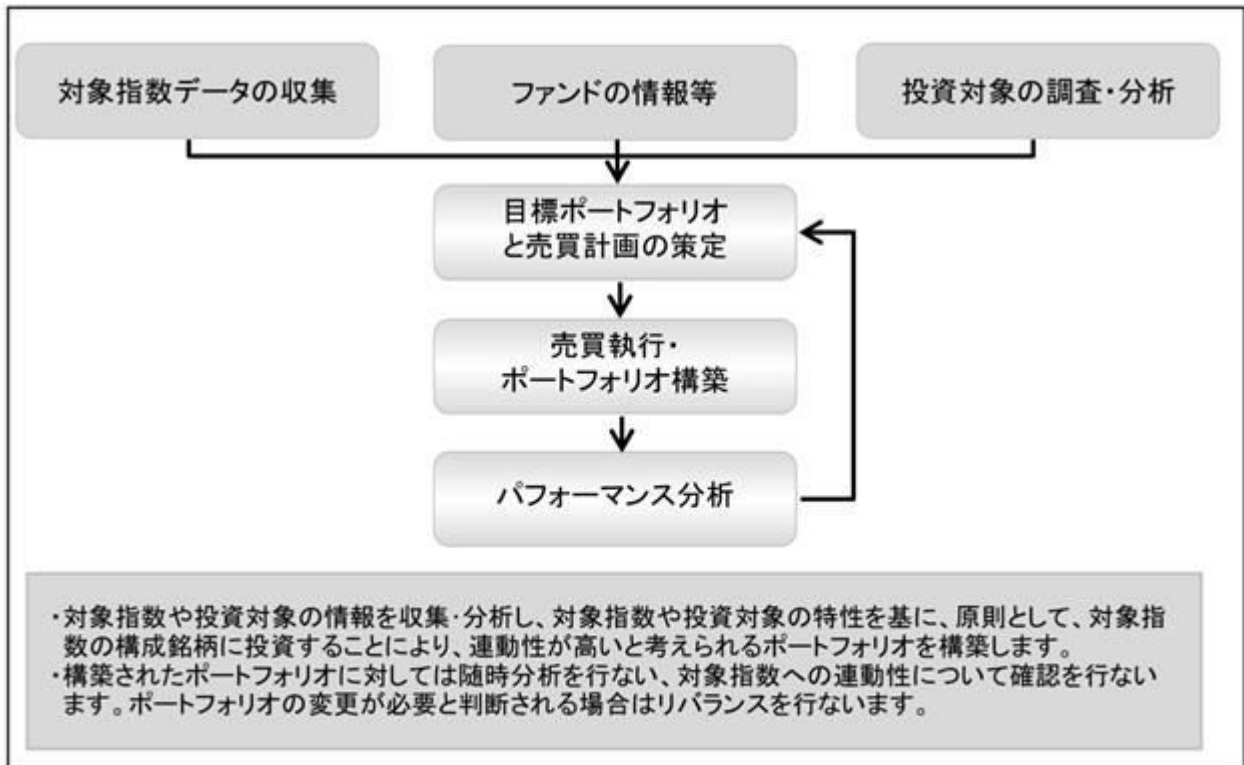 対象指数データの収集
ファンドの情報等
投資対象の調査・分析
目標ポートフォリオ
と売買計画の策定
売買執行・
ポートフォリオ構築
パフォーマンス分析
・対象指数や投資対象の情報を収集・分析し、対象指数や投資対象の特性を基に、原則として、対象指
数の構成銘柄に投資することにより、連動性が高いと考えられるポートフォリオを構築します。
・構築されたポートフォリオに対しては随時分析を行ない、対象指数への連動性について確認を行ない
ます。ポートフォリオの変更が必要と判断される場合はリバランスを行ないます。